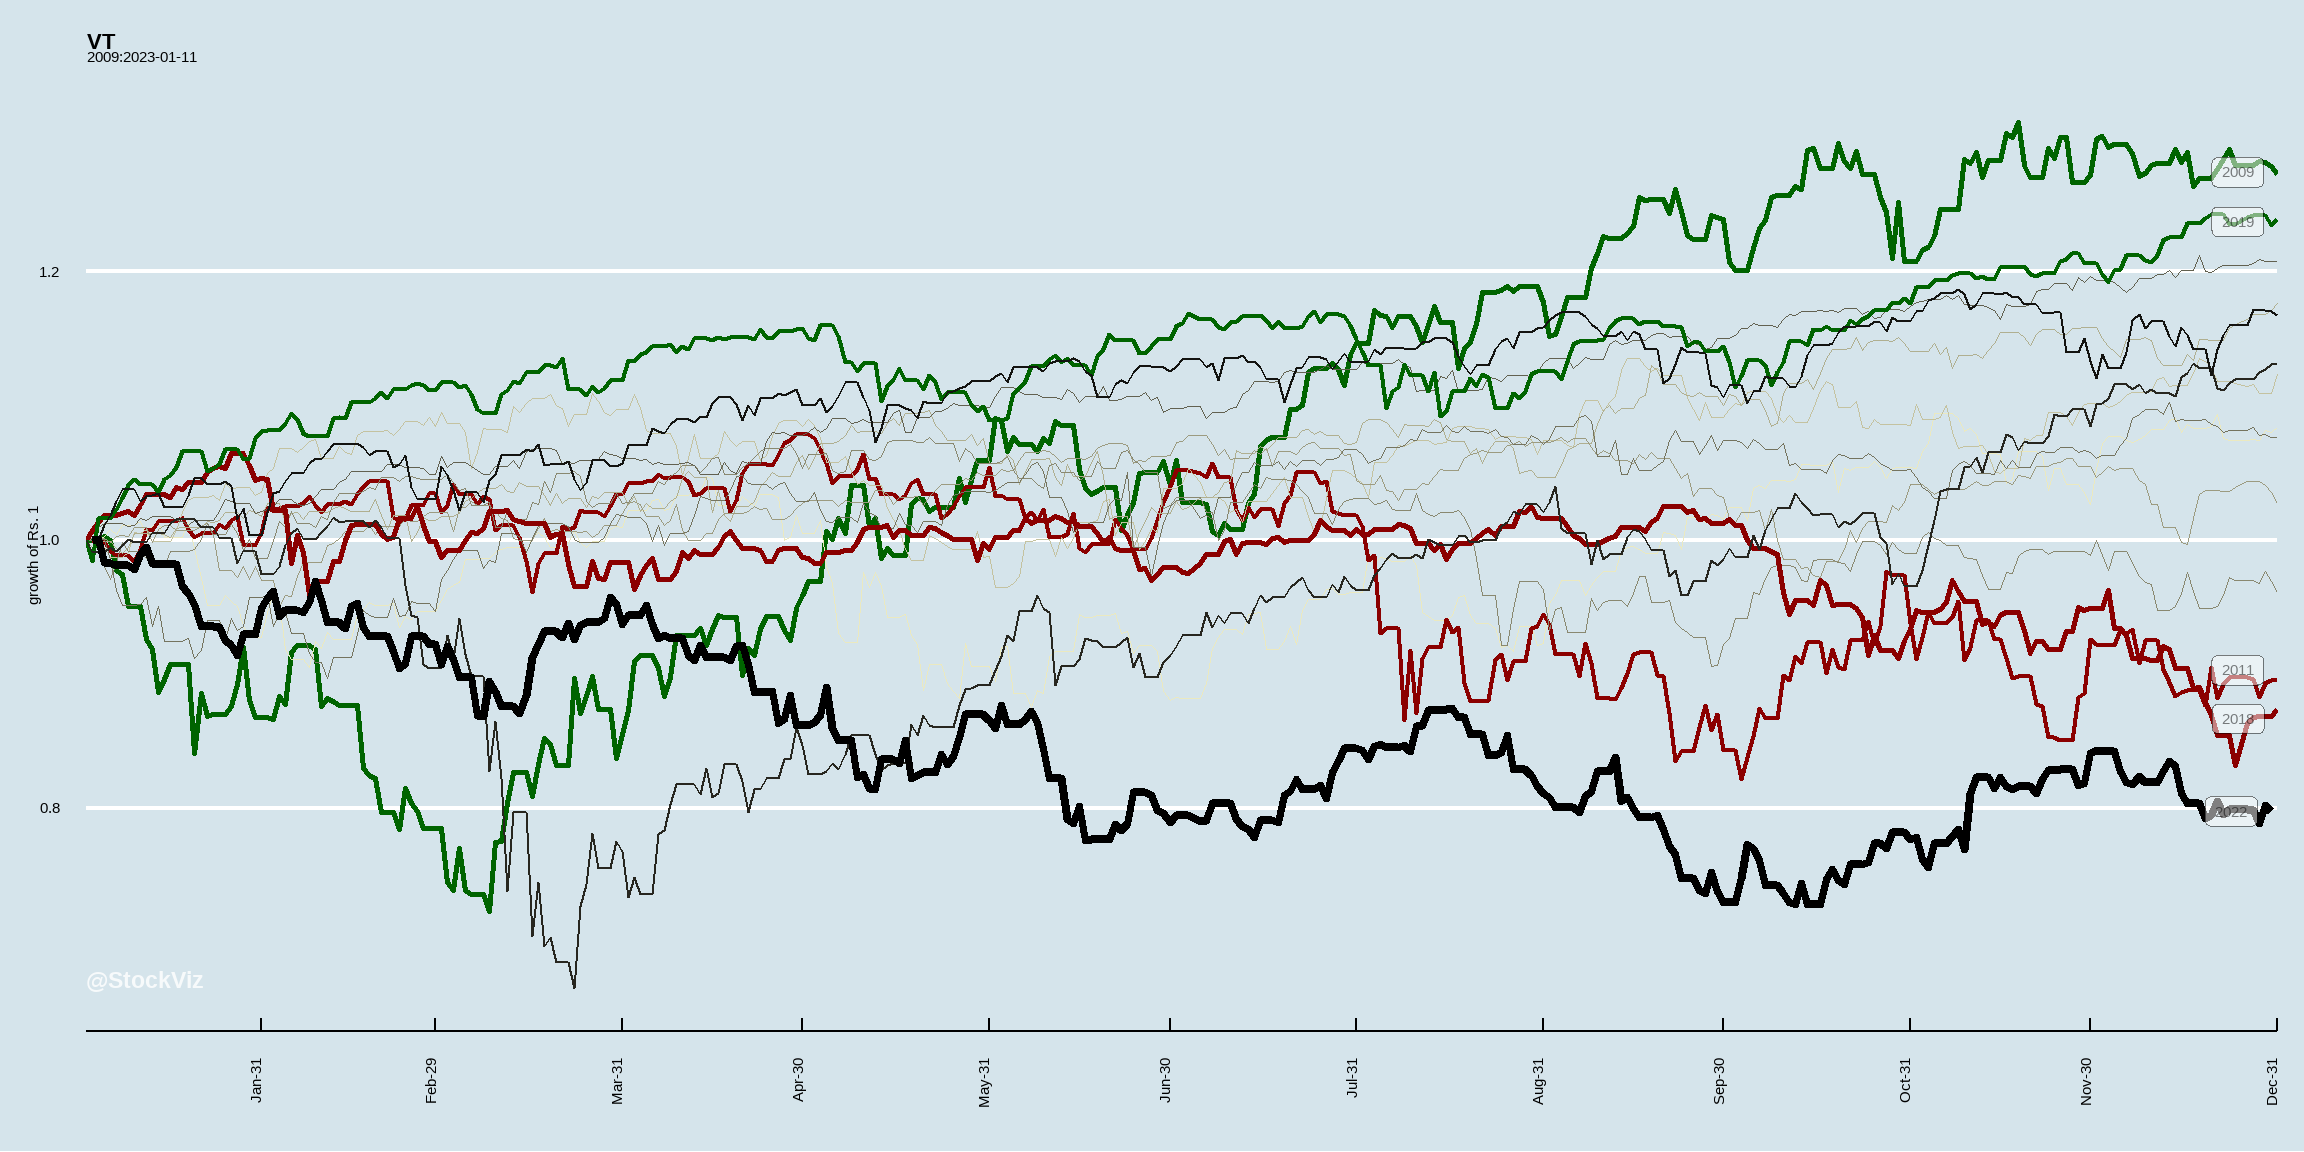 VT
2009:2023-01-11
growth of Rs. 1
1.2
1.0
0.8
2009
2019
2011
2018
2022
@StockViz
Jan-31
Feb-29
Mar-31
Apr-30
May-31
Jun-30
Jul-31
Aug-31
Sep-30
Oct-31
Nov-30
Dec-31